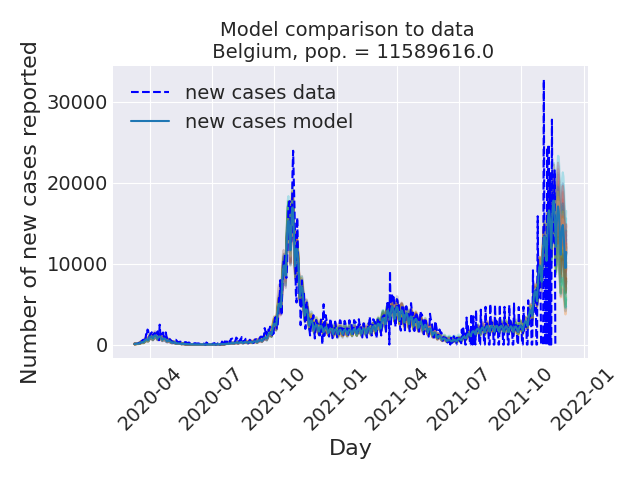 Model comparison to data
Belgium, pop. = 11589616.0
new cases data
new cases model
Number of new cases reported
30000
20000
10000
0
2020-04
2020-07
2020-10
2021-01
2021-04
2021-07
2021-10
2022-01
Day